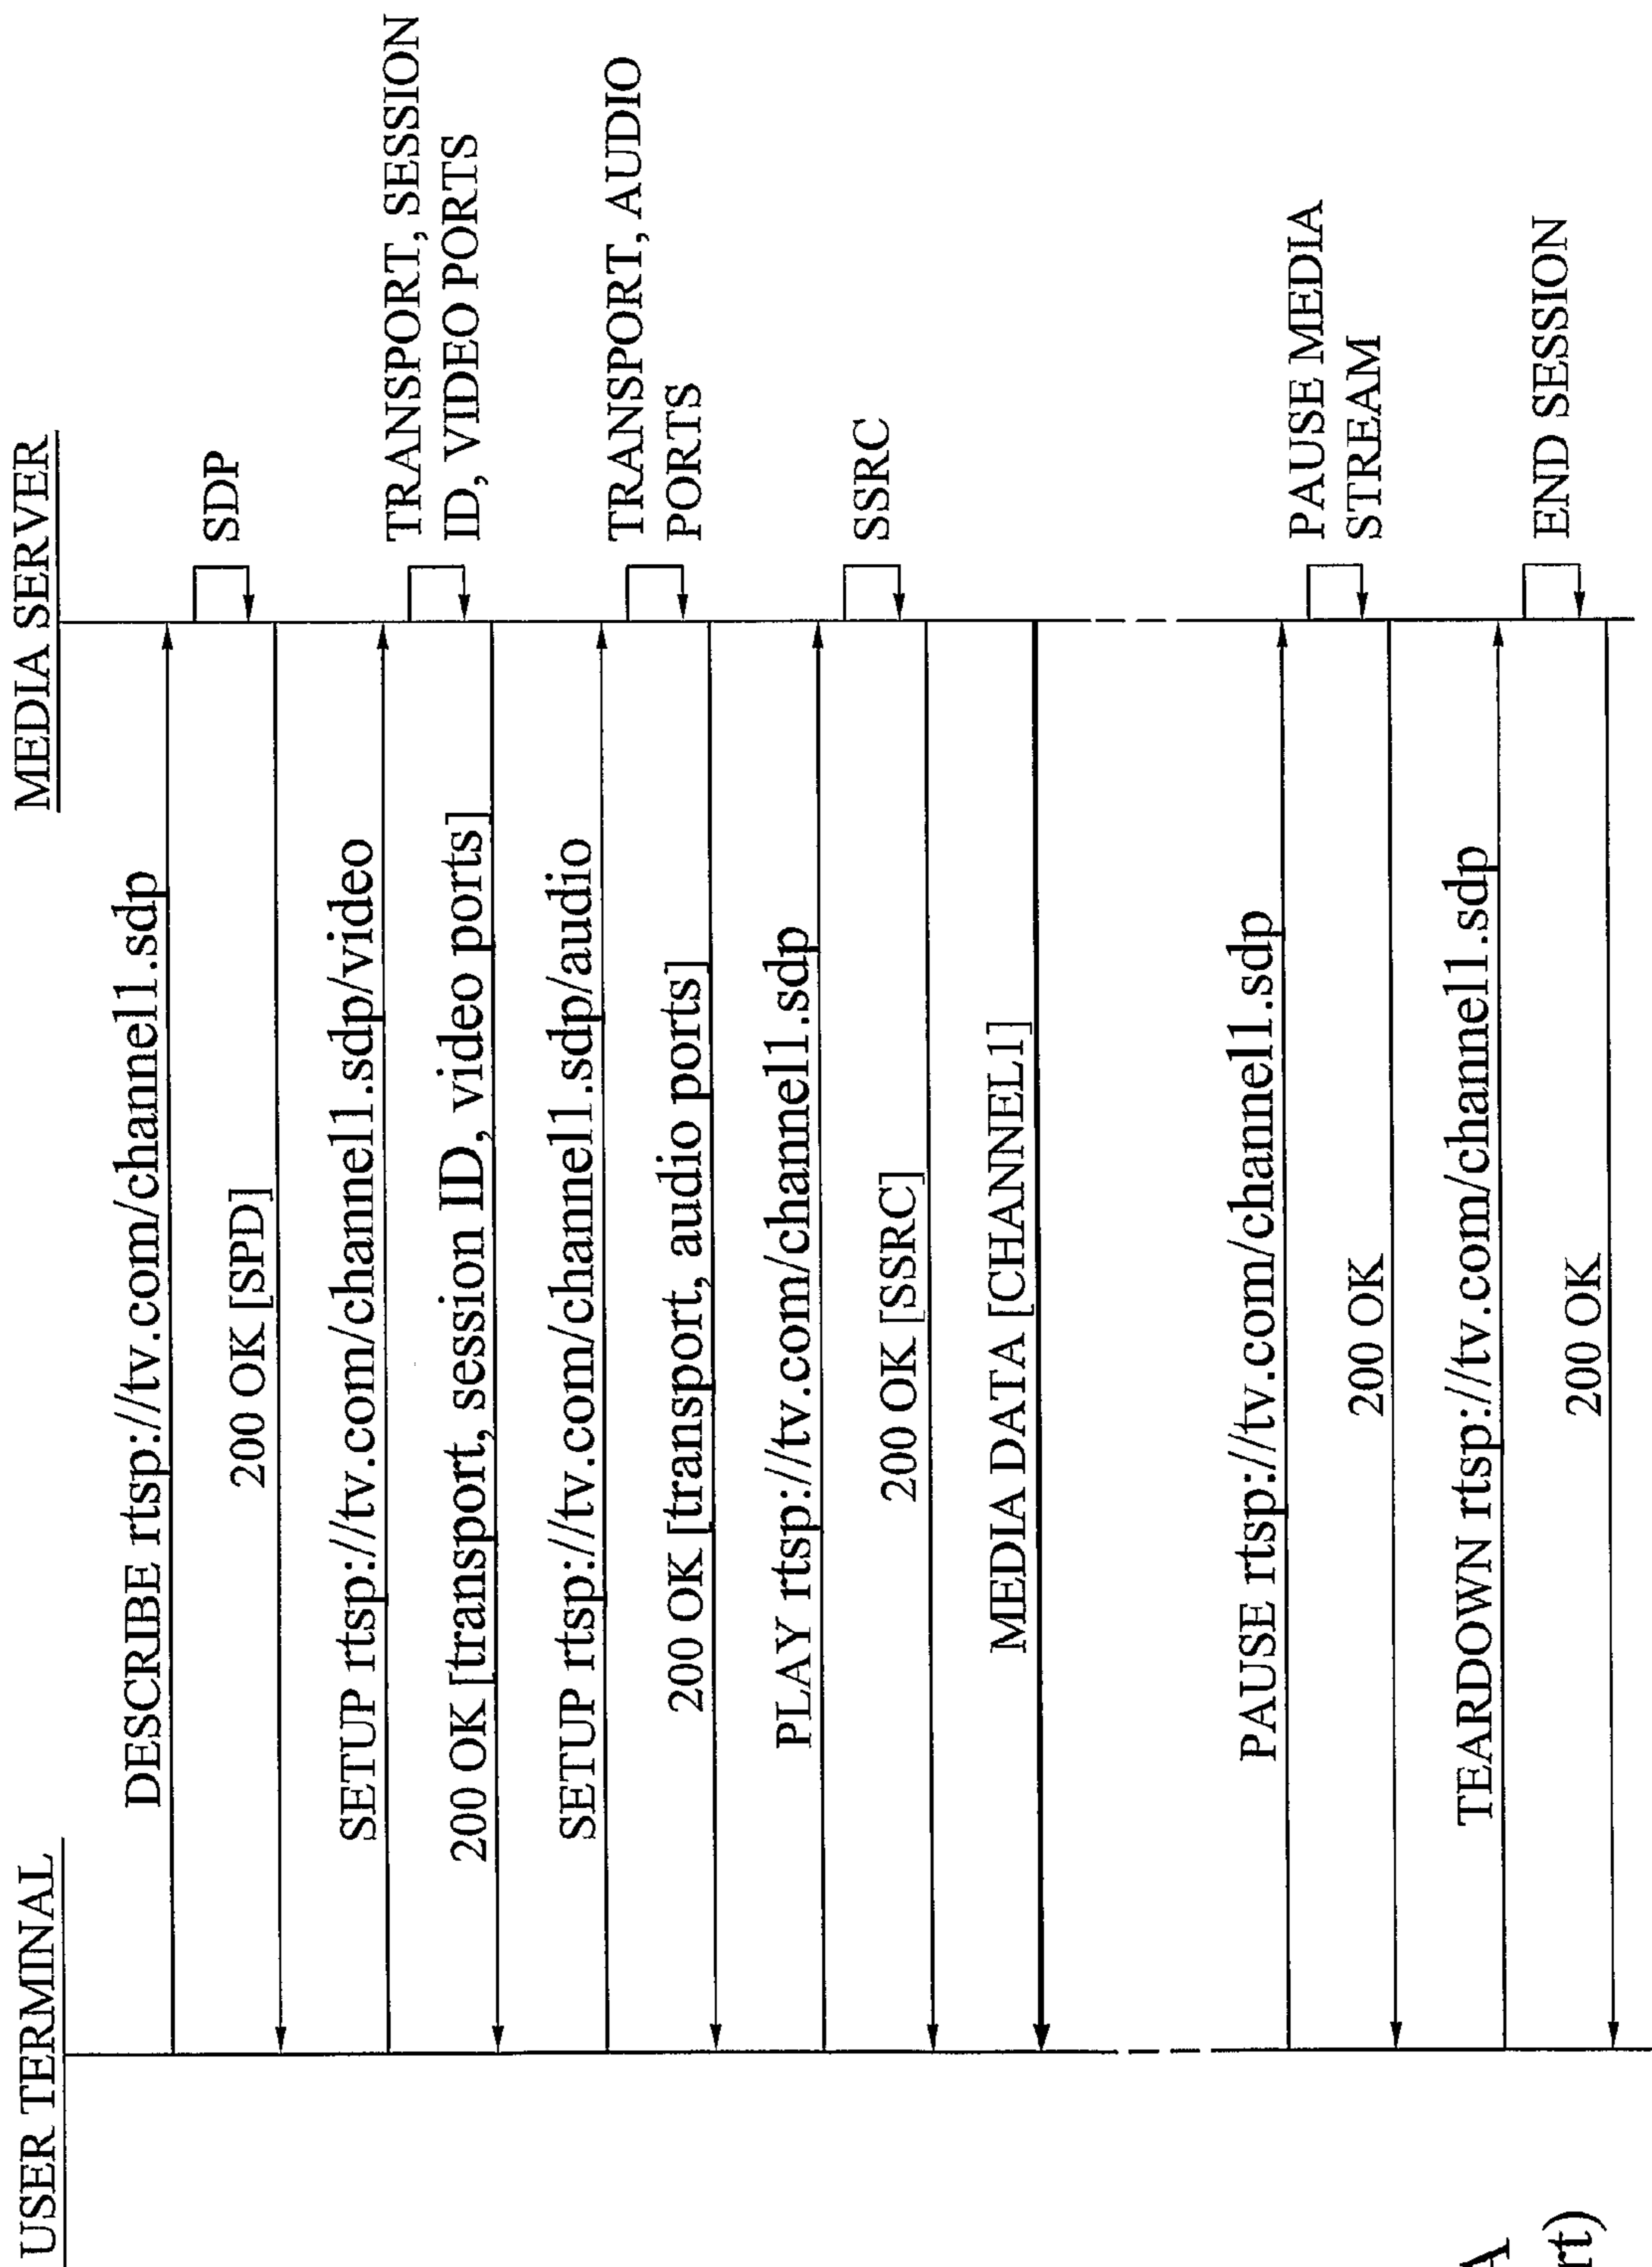 USER TERMINAL
MEDIA SERVER
DESCRIBE rtsp://tv.com/channel1.sdp
SDP
200 OK [SPD]
SETUP rtsp://tv.com/channel1.sdp/video
TRANSPORT, SESSION
ID, VIDEO PORTS
200 OK [transport, session ID, video ports]
SETUP rtsp://tv.com/channel1.sdp/audio
TRANSPORT, AUDIO
PORTS
200 OK [transport, audio ports]
PLAY rtsp://tv.com/channel1.sdp
SSRC
200 OK [SSRC]
MEDIA DATA [CHANNEL1]
PAUSE rtsp://tv.com/channel1.sdp
PAUSE MEDIA
STREAM
200 OK
TEARDOWN rtsp://tv.com/channel1.sdp
END SESSION
200 OK
A
rt)